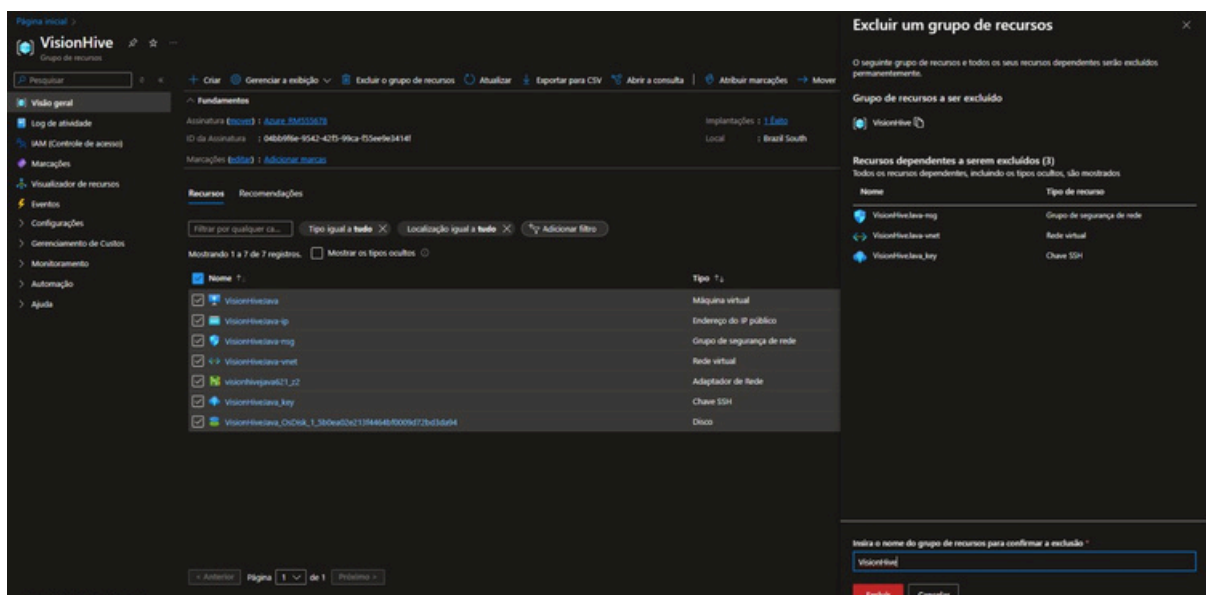 Página inicial >
VisionHive
Grupo de recursos
Pesquisar
Visão geral
Log de atividade
IAM (Controle de acesso)
Marcações
Visualizador de recursos
Eventos
Configurações
Gerenciamento de Custos
Monitoramento
Automação
Ajuda
+ Criar Gerenciar a exibição Excluir o grupo de recursos Atualizar Exportar para CSV Abrir a consulta | Atribuir marcações Mover
Fundamentos
Assinatura (mover) : Azure RM555678
Implantações : 1 Êxito
ID da Assinatura :
Local : Brazil South
Marcações (editar) : Adicionar marcas
Recursos Recomendações
Filtrar por qualquer ca... Tipo igual a tudo Localização igual a tudo Adicionar filtro
Mostrando 1 a 7 de 7 registros. Mostrar os tipos ocultos
Nome ↑ Tipo ↑↓
VisionHiveJava Máquina virtual
VisionHiveJava-ip Endereço do IP público
VisionHiveJava-nsg Grupo de segurança de rede
VisionHiveJava-vnet Rede virtual
visionhivejava621_z2 Adaptador de Rede
VisionHiveJava_key Chave SSH
Disco
< Anterior Página 1 de 1 Próximo >
Excluir um grupo de recursos
O seguinte grupo de recursos e todos os seus recursos dependentes serão excluídos
permanentemente.
Grupo de recursos a ser excluído
VisionHive
Recursos dependentes a serem excluídos (3)
Todos os recursos dependentes, incluindo os tipos ocultos, são mostrados
Nome Tipo de recurso
VisionHiveJava-nsg Grupo de segurança de rede
VisionHiveJava-vnet Rede virtual
VisionHiveJava_key Chave SSH
Insira o nome do grupo de recursos para confirmar a exclusão *
VisionHive
Excluir Cancelar